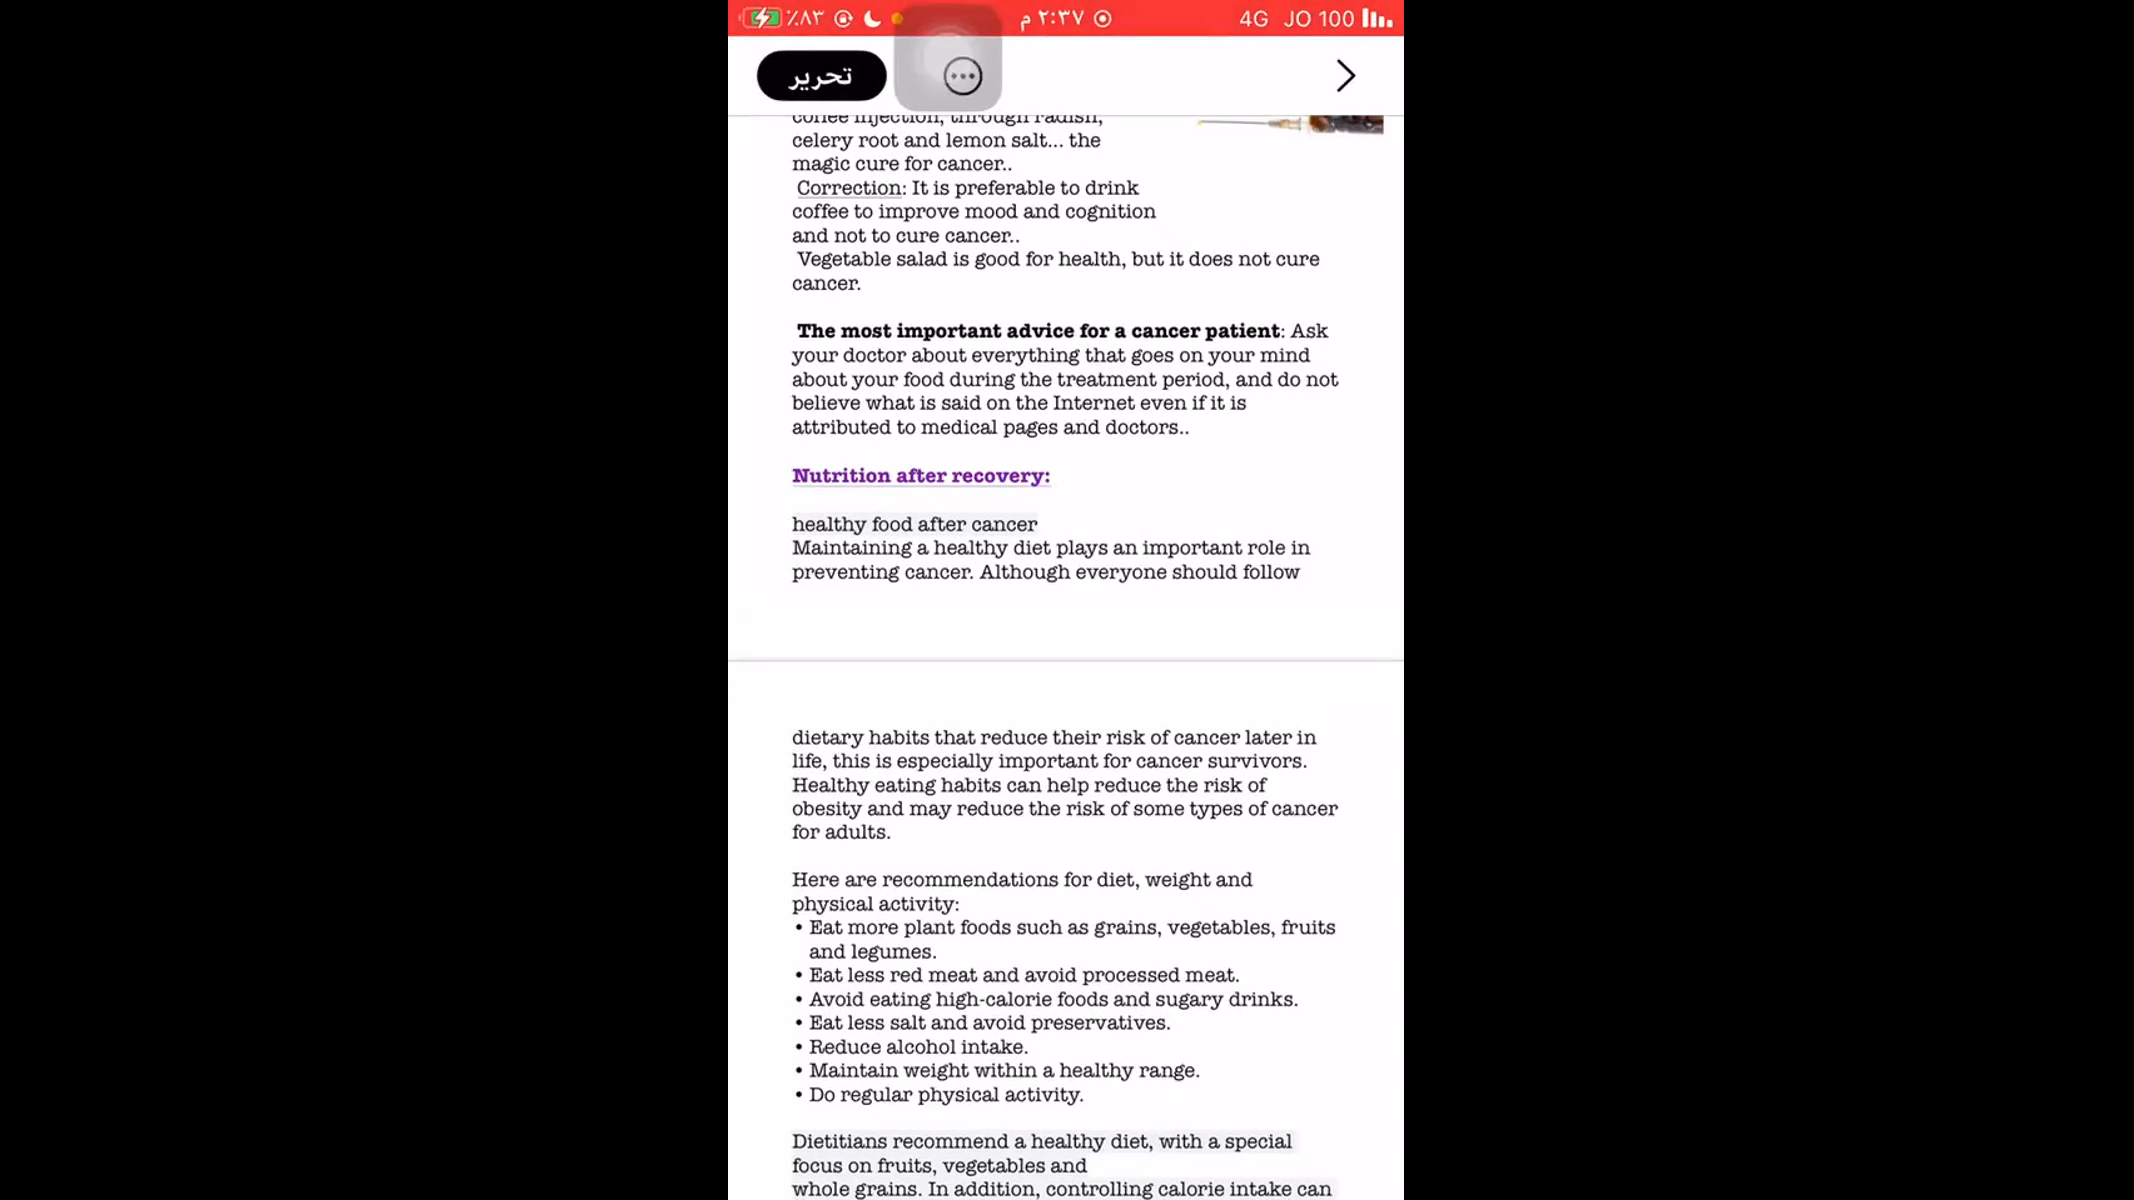 ٪٨٣ ٢:٣٧ م 4G JO 100
تحرير
coffee injection, through radish,
celery root and lemon salt... the
magic cure for cancer..
Correction: It is preferable to drink
coffee to improve mood and cognition
and not to cure cancer..
Vegetable salad is good for health, but it does not cure
cancer.
The most important advice for a cancer patient: Ask
your doctor about everything that goes on your mind
about your food during the treatment period, and do not
believe what is said on the Internet even if it is
attributed to medical pages and doctors..
Nutrition after recovery:
healthy food after cancer
Maintaining a healthy diet plays an important role in
preventing cancer. Although everyone should follow
dietary habits that reduce their risk of cancer later in
life, this is especially important for cancer survivors.
Healthy eating habits can help reduce the risk of
obesity and may reduce the risk of some types of cancer
for adults.
Here are recommendations for diet, weight and
physical activity:
• Eat more plant foods such as grains, vegetables, fruits
and legumes.
• Eat less red meat and avoid processed meat.
• Avoid eating high-calorie foods and sugary drinks.
• Eat less salt and avoid preservatives.
• Reduce alcohol intake.
• Maintain weight within a healthy range.
• Do regular physical activity.
Dietitians recommend a healthy diet, with a special
focus on fruits, vegetables and
whole grains. In addition, controlling calorie intake can